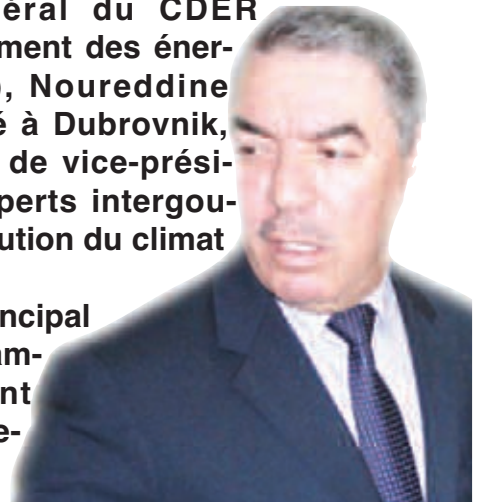 éral du CDER
ment des éner-
, Noureddine
é à Dubrovnik,
de vice-prési-
perts intergou-
ution du climat
ncipal
am-
nt
e-